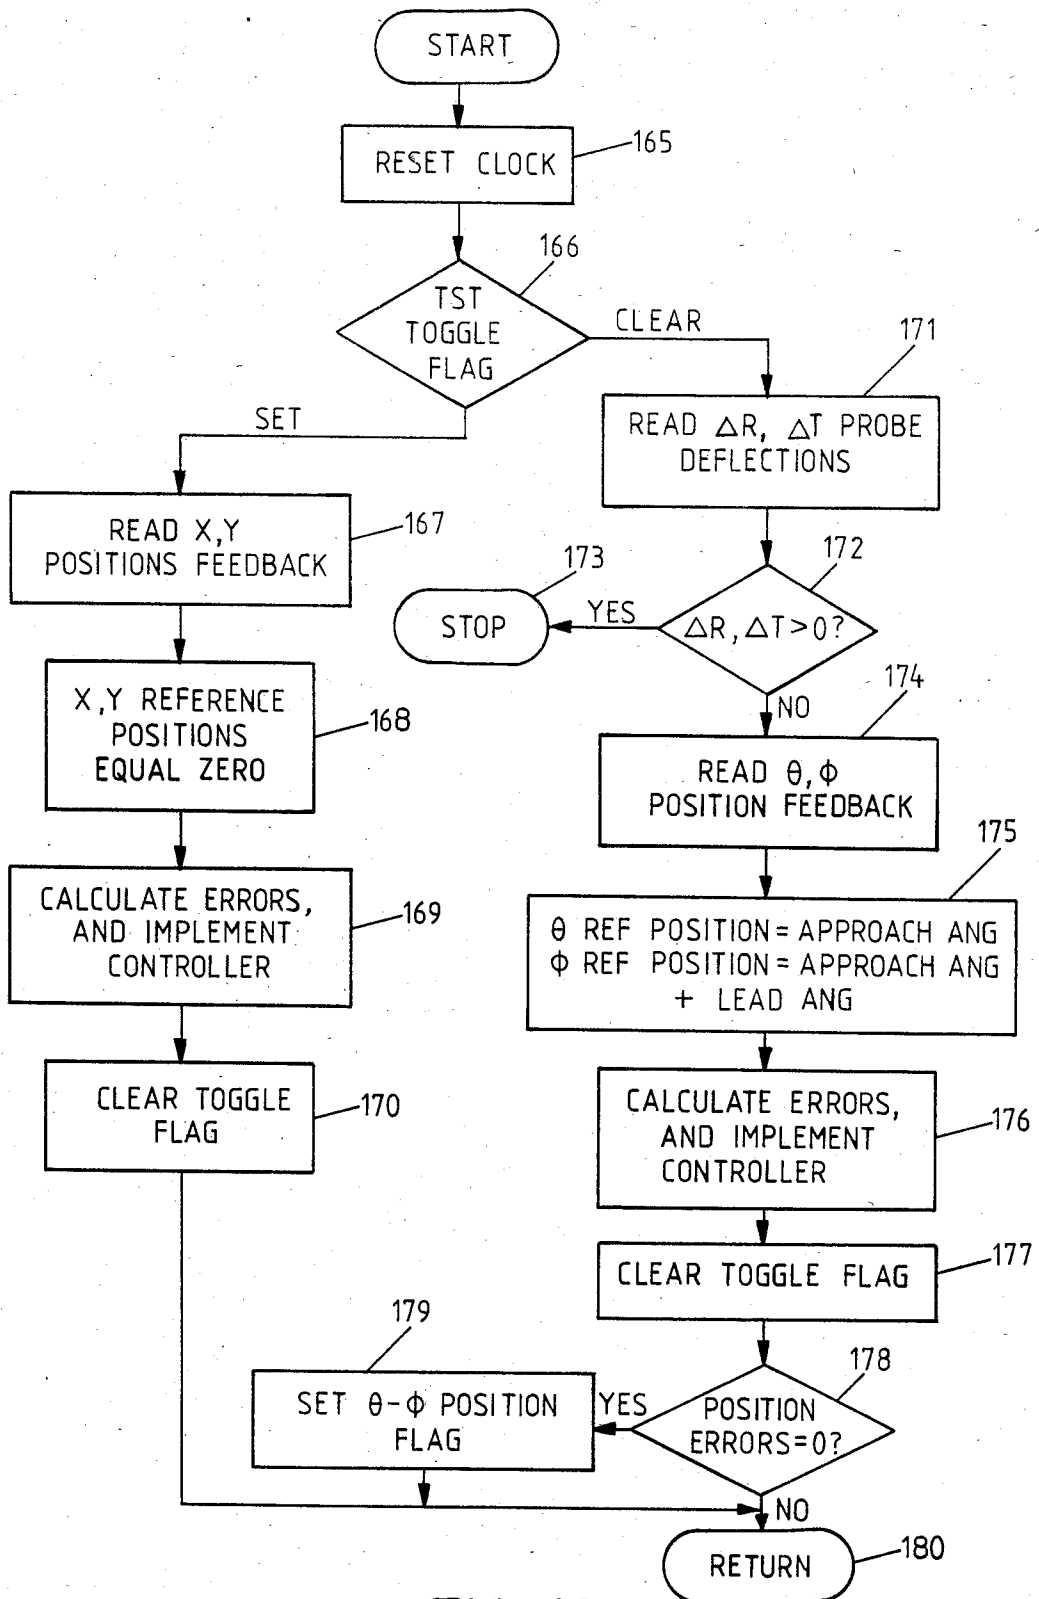 START
RESET CLOCK
165
166
TST
TOGGLE
FLAG
CLEAR
SET
171
READ ΔR, ΔT PROBE
DEFLECTIONS
READ X,Y
POSITIONS FEEDBACK
167
173
STOP
YES
172
ΔR, ΔT>0?
NO
174
X,Y REFERENCE
POSITIONS
EQUAL ZERO
168
READ θ,Φ
POSITION FEEDBACK
175
CALCULATE ERRORS,
AND IMPLEMENT
CONTROLLER
169
θ REF POSITION=APPROACH ANG
Φ REF POSITION=APPROACH ANG
+ LEAD ANG
CLEAR TOGGLE
FLAG
170
CALCULATE ERRORS,
AND IMPLEMENT
CONTROLLER
176
CLEAR TOGGLE FLAG
177
179
SET θ-Φ POSITION
FLAG
YES
178
POSITION
ERRORS=0?
NO
RETURN
180